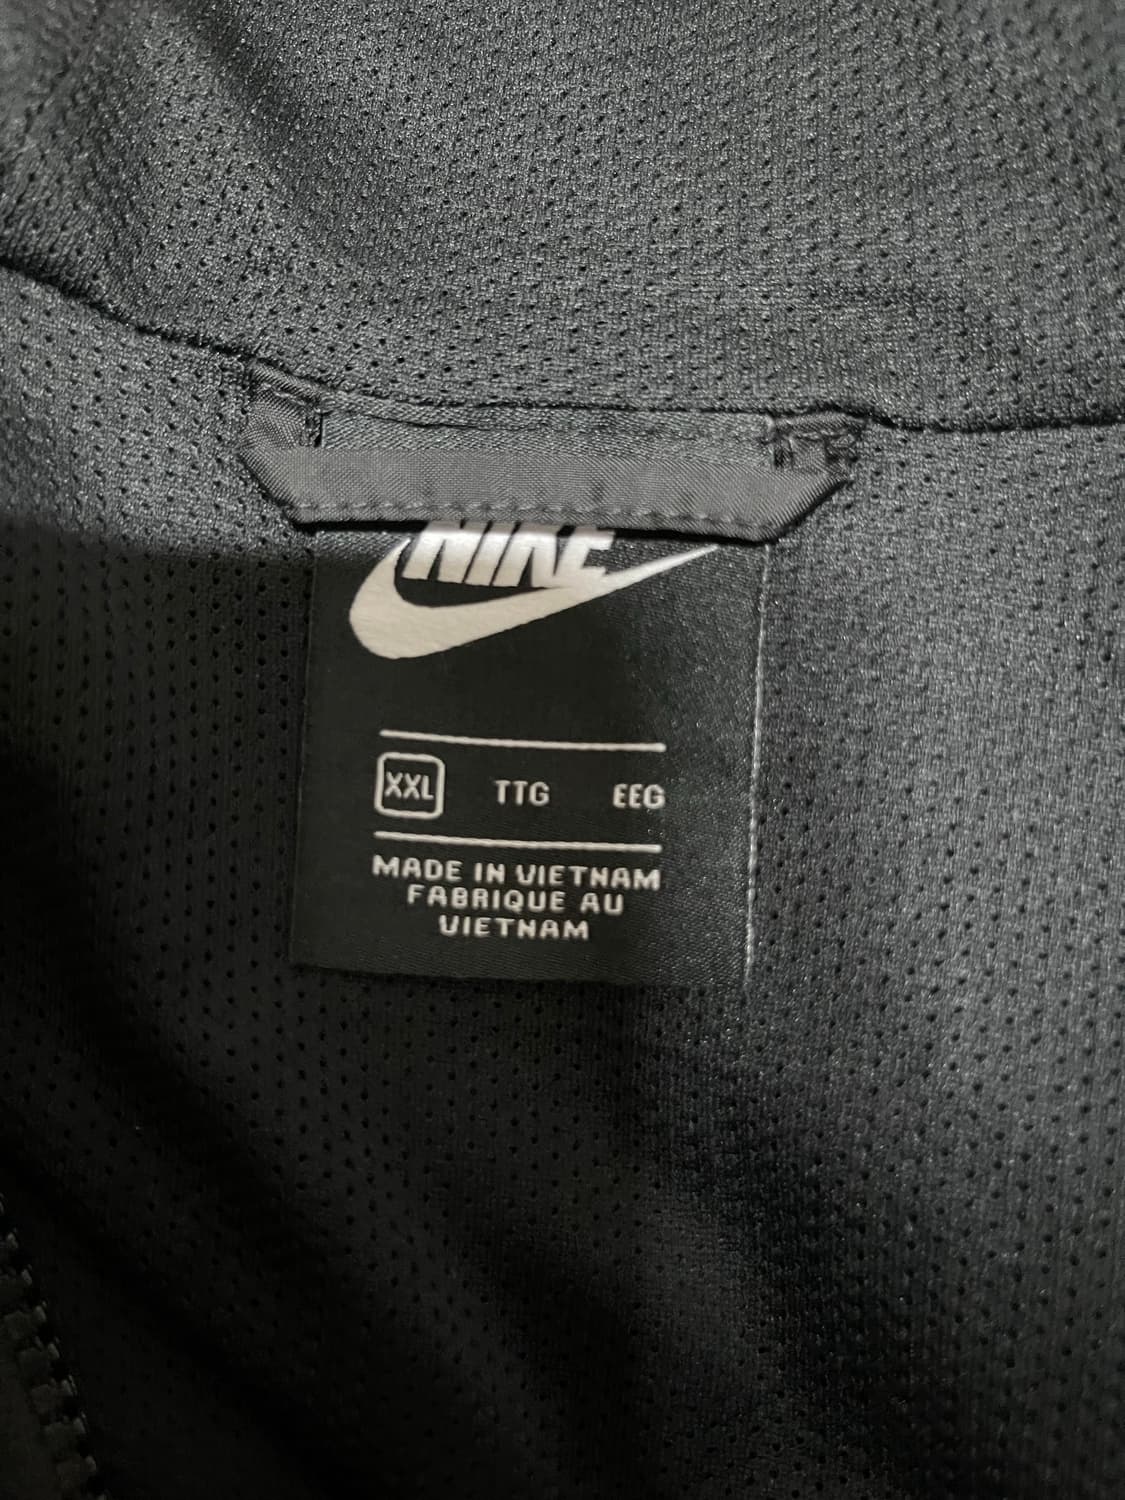 NIKE
XXL TTG EEG
MADE IN VIETNAM
FABRIQUE AU
VIETNAM